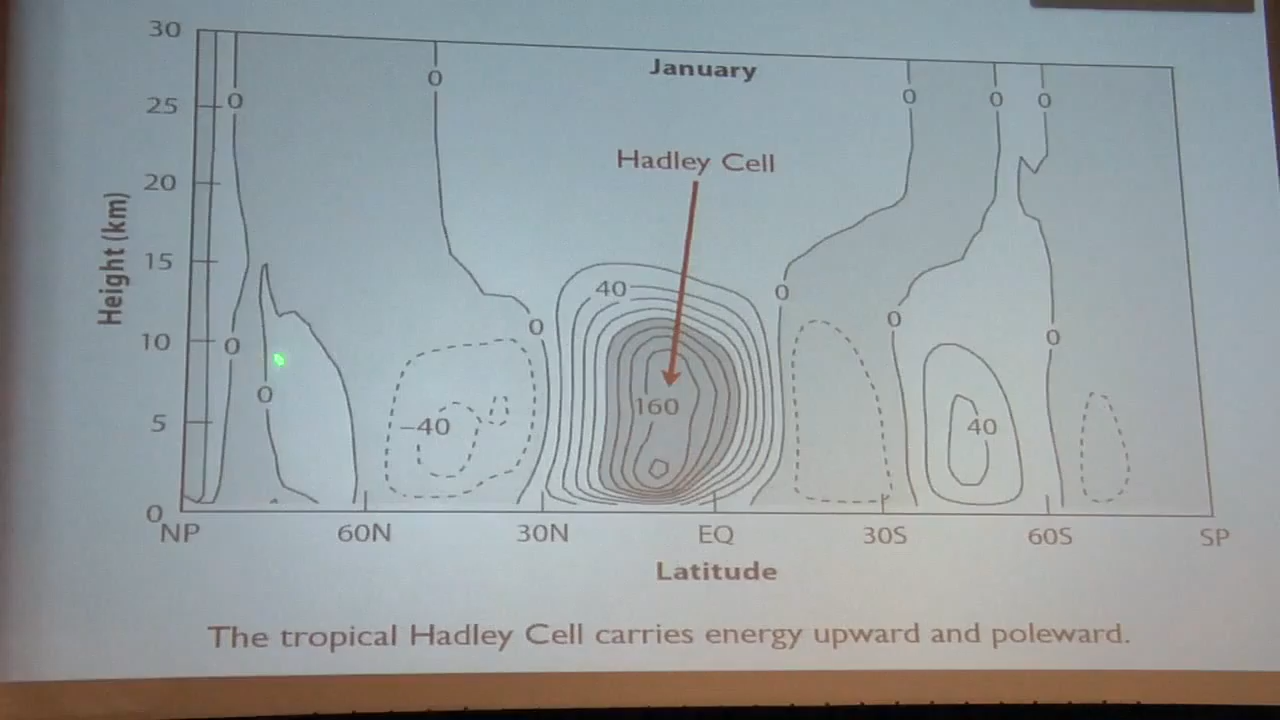 January
Hadley Cell
Height (km)
30
25
20
15
10
5
0
0
0
0
0
0
0
0
0
0
0
0
40
0
–40
160
40
NP
60N
30N
EQ
30S
60S
SP
Latitude
The tropical Hadley Cell carries energy upward and poleward.